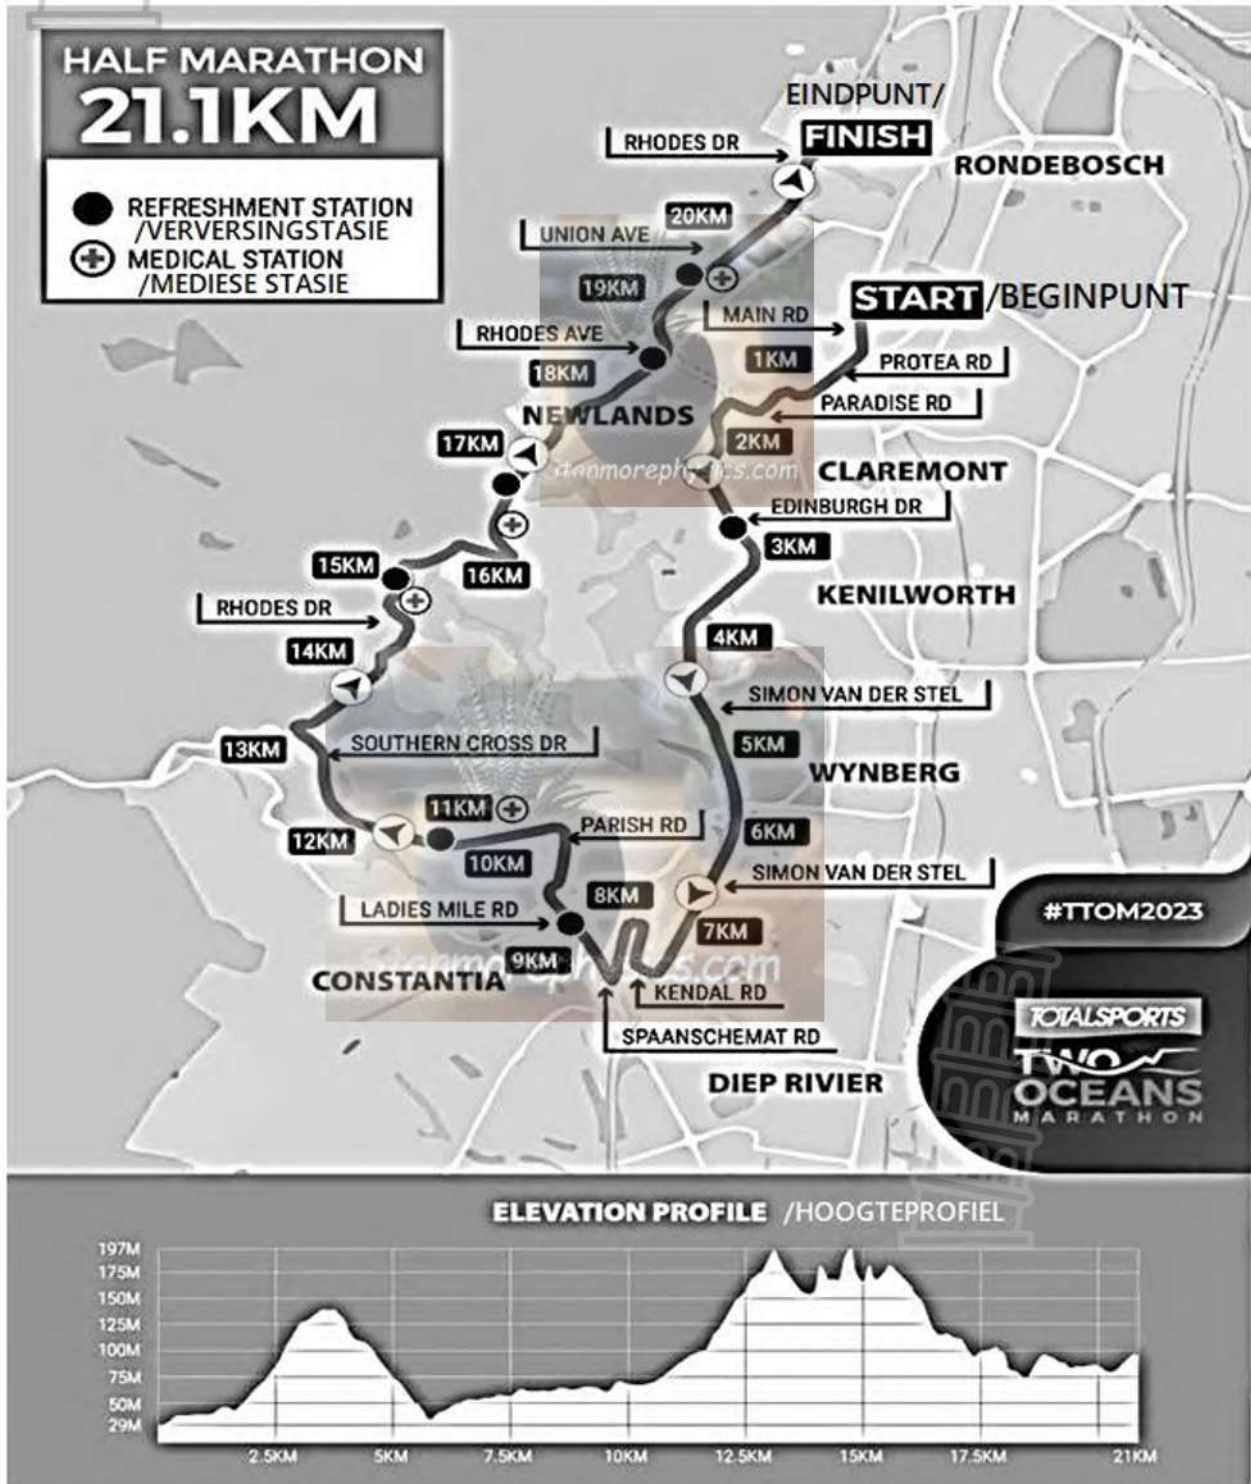 HALF MARATHON
21.1KM
REFRESHMENT STATION
/VERVERSINGSTASIE
MEDICAL STATION
/MEDIESE STASIE
EINDPUNT/
FINISH
RHODES DR
RONDEBOSCH
20KM
UNION AVE
19KM
START/BEGINPUNT
MAIN RD
RHODES AVE
1KM
PROTEA RD
18KM
PARADISE RD
NEWLANDS
17KM
2KM
Stanmorephysics.com
CLAREMONT
EDINBURGH DR
3KM
15KM
16KM
KENILWORTH
RHODES DR
4KM
14KM
SIMON VAN DER STEL
13KM
SOUTHERN CROSS DR
5KM
WYNBERG
11KM
PARISH RD
6KM
12KM
10KM
SIMON VAN DER STEL
8KM
LADIES MILE RD
#TTOM2023
7KM
9KM
Stanmorephysics.com
CONSTANTIA
KENDAL RD
SPAANSCHEMAT RD
TOTALSPORTS
TWO
OCEANS
MARATHON
DIEP RIVIER
ELEVATION PROFILE /HOOGTEPROFIEL
197M
175M
150M
125M
100M
75M
50M
29M
2.5KM 5KM 7.5KM 10KM 12.5KM 15KM 17.5KM 21KM